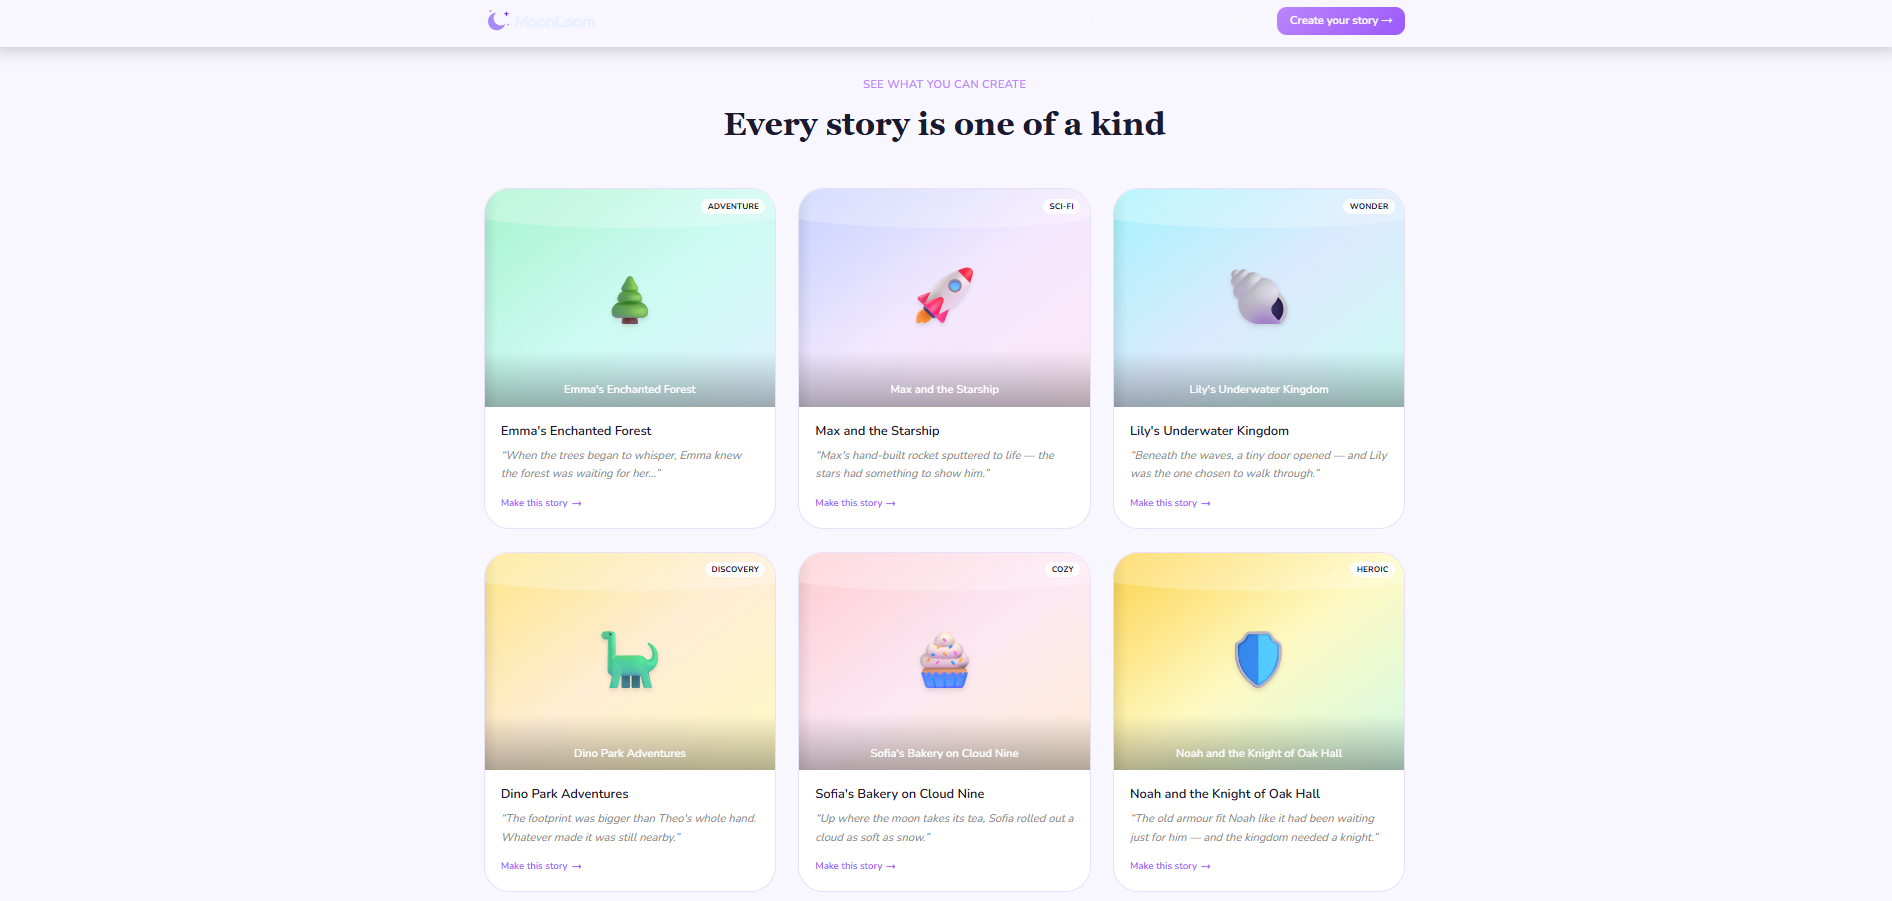 MoonLoom
Create your story →
SEE WHAT YOU CAN CREATE
Every story is one of a kind
ADVENTURE
Emma's Enchanted Forest
Emma's Enchanted Forest
“When the trees began to whisper, Emma knew
the forest was waiting for her...”
Make this story →
SCI-FI
Max and the Starship
Max and the Starship
“Max's hand-built rocket sputtered to life — the
stars had something to show him.”
Make this story →
WONDER
Lily's Underwater Kingdom
Lily's Underwater Kingdom
“Beneath the waves, a tiny door opened — and Lily
was the one chosen to walk through.”
Make this story →
DISCOVERY
Dino Park Adventures
Dino Park Adventures
“The footprint was bigger than Theo's whole hand.
Whatever made it was still nearby.”
Make this story →
COZY
Sofia's Bakery on Cloud Nine
Sofia's Bakery on Cloud Nine
“Up where the moon takes its tea, Sofia rolled out a
cloud as soft as snow.”
Make this story →
HEROIC
Noah and the Knight of Oak Hall
Noah and the Knight of Oak Hall
“The old armour fit Noah like it had been waiting
just for him — and the kingdom needed a knight.”
Make this story →